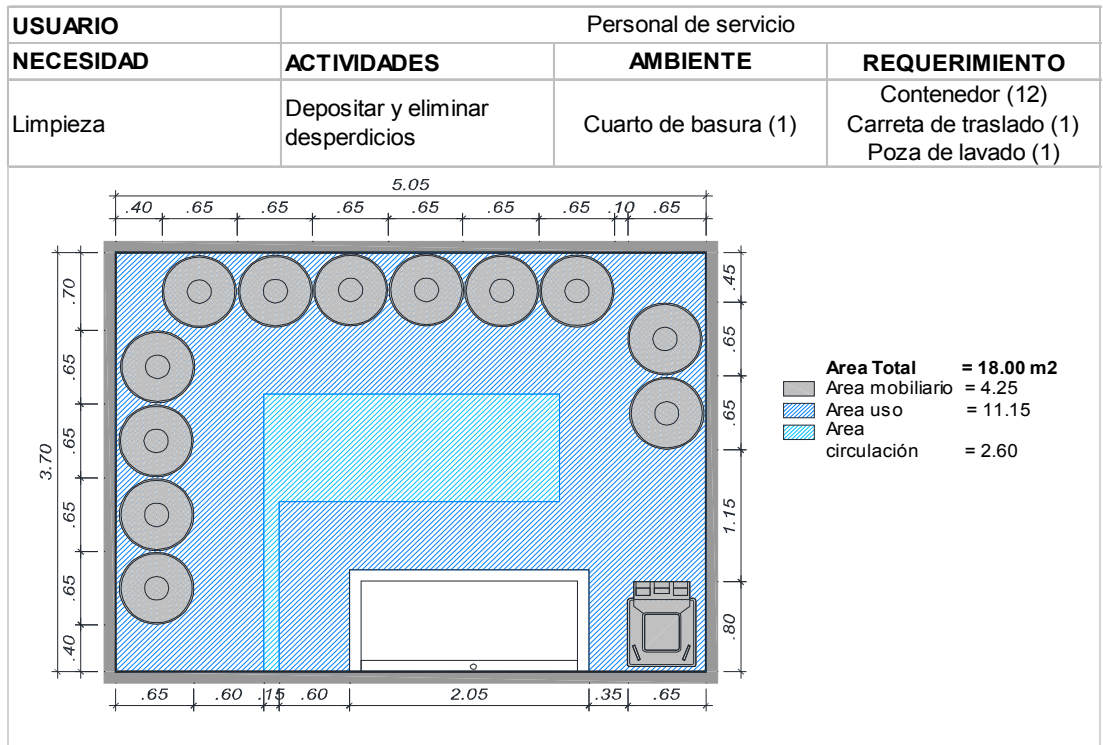 USUARIO Personal de servicio
NECESIDAD ACTIVIDADES AMBIENTE REQUERIMIENTO
Limpieza
Depositar y eliminar
desperdicios
Cuarto de basura (1)
Contenedor (12)
Carreta de traslado (1)
Poza de lavado (1)
5.05
.40 .65 .65 .65 .65 .65 .65 .10 .65
3.70
.70
.65
.65
.65
.65
.40
.45
.65
.65
1.15
.80
.65 .60 .15 .60 2.05 .35 .65
Area Total = 18.00 m2
Area mobiliario = 4.25
Area uso = 11.15
Area
circulación = 2.60